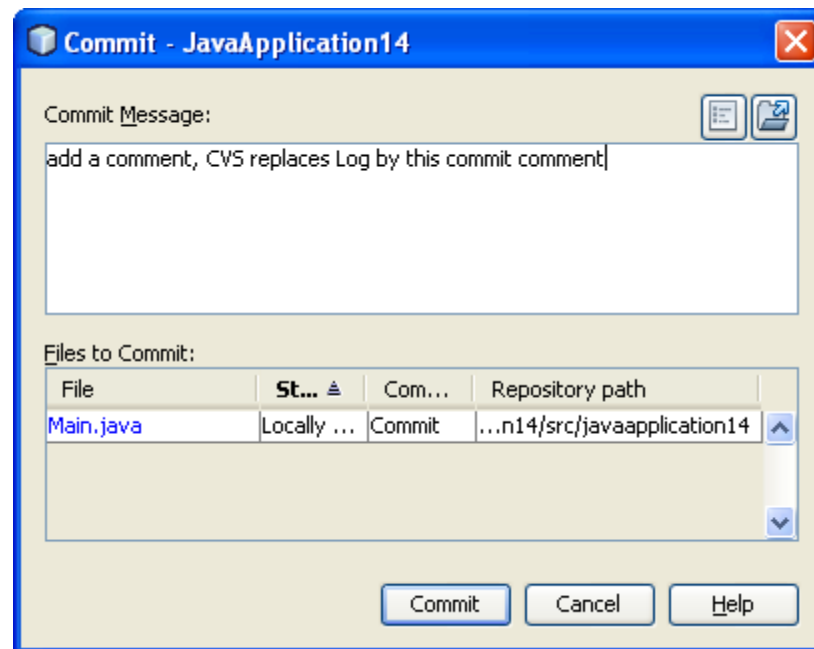 Commit - JavaApplication14
Commit Message:
add a comment, CVS replaces Log by this commit comment
Files to Commit:
File St... Com... Repository path
Main.java Locally ... Commit ...n14/src/javaapplication14
Commit Cancel Help